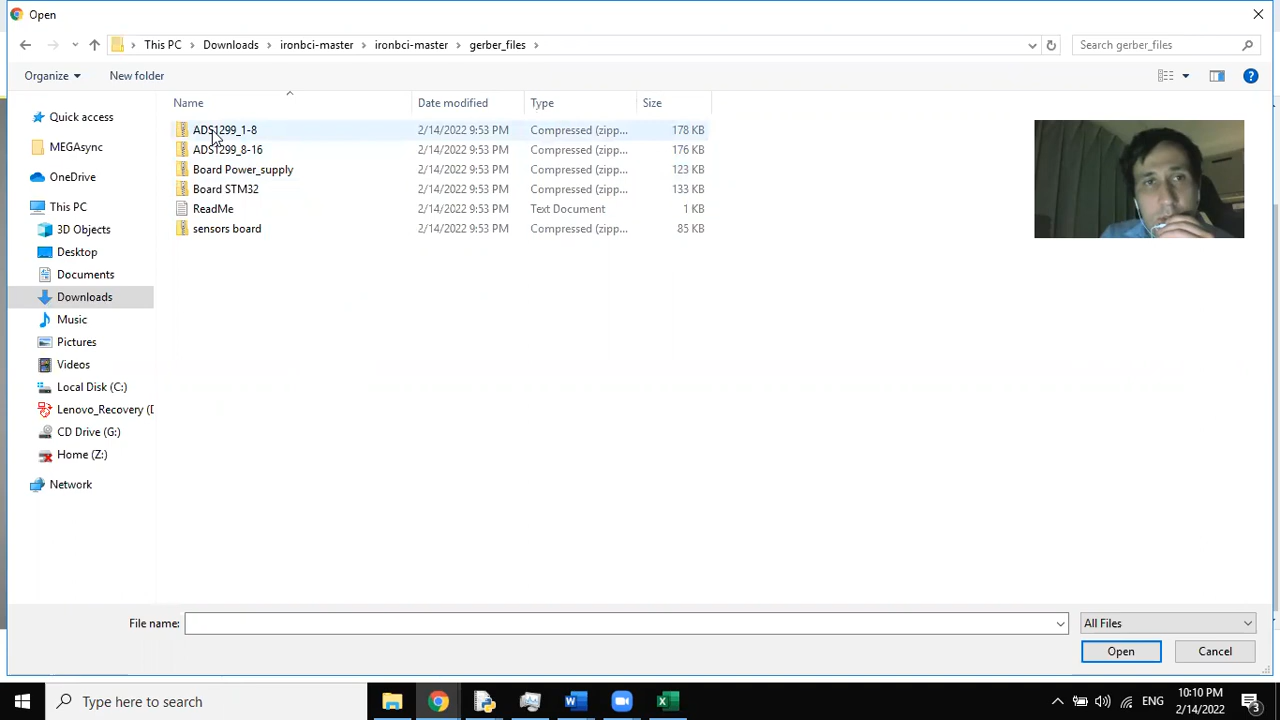 Open
This PC > Downloads > ironbci-master > ironbci-master > gerber_files >
Search gerber_files
Organize
New folder
Name Date modified Type Size
Quick access
MEGAsync
OneDrive
This PC
3D Objects
Desktop
Documents
Downloads
Music
Pictures
Videos
Local Disk (C:)
Lenovo_Recovery (D
CD Drive (G:)
Home (Z:)
Network
ADS1299_1-8 2/14/2022 9:53 PM Compressed (zipp... 178 KB
ADS1299_8-16 2/14/2022 9:53 PM Compressed (zipp... 176 KB
Board Power_supply 2/14/2022 9:53 PM Compressed (zipp... 123 KB
Board STM32 2/14/2022 9:53 PM Compressed (zipp... 133 KB
ReadMe 2/14/2022 9:53 PM Text Document 1 KB
sensors board 2/14/2022 9:53 PM Compressed (zipp... 85 KB
File name:
All Files
Open
Cancel
Type here to search
ENG
10:10 PM
2/14/2022
3